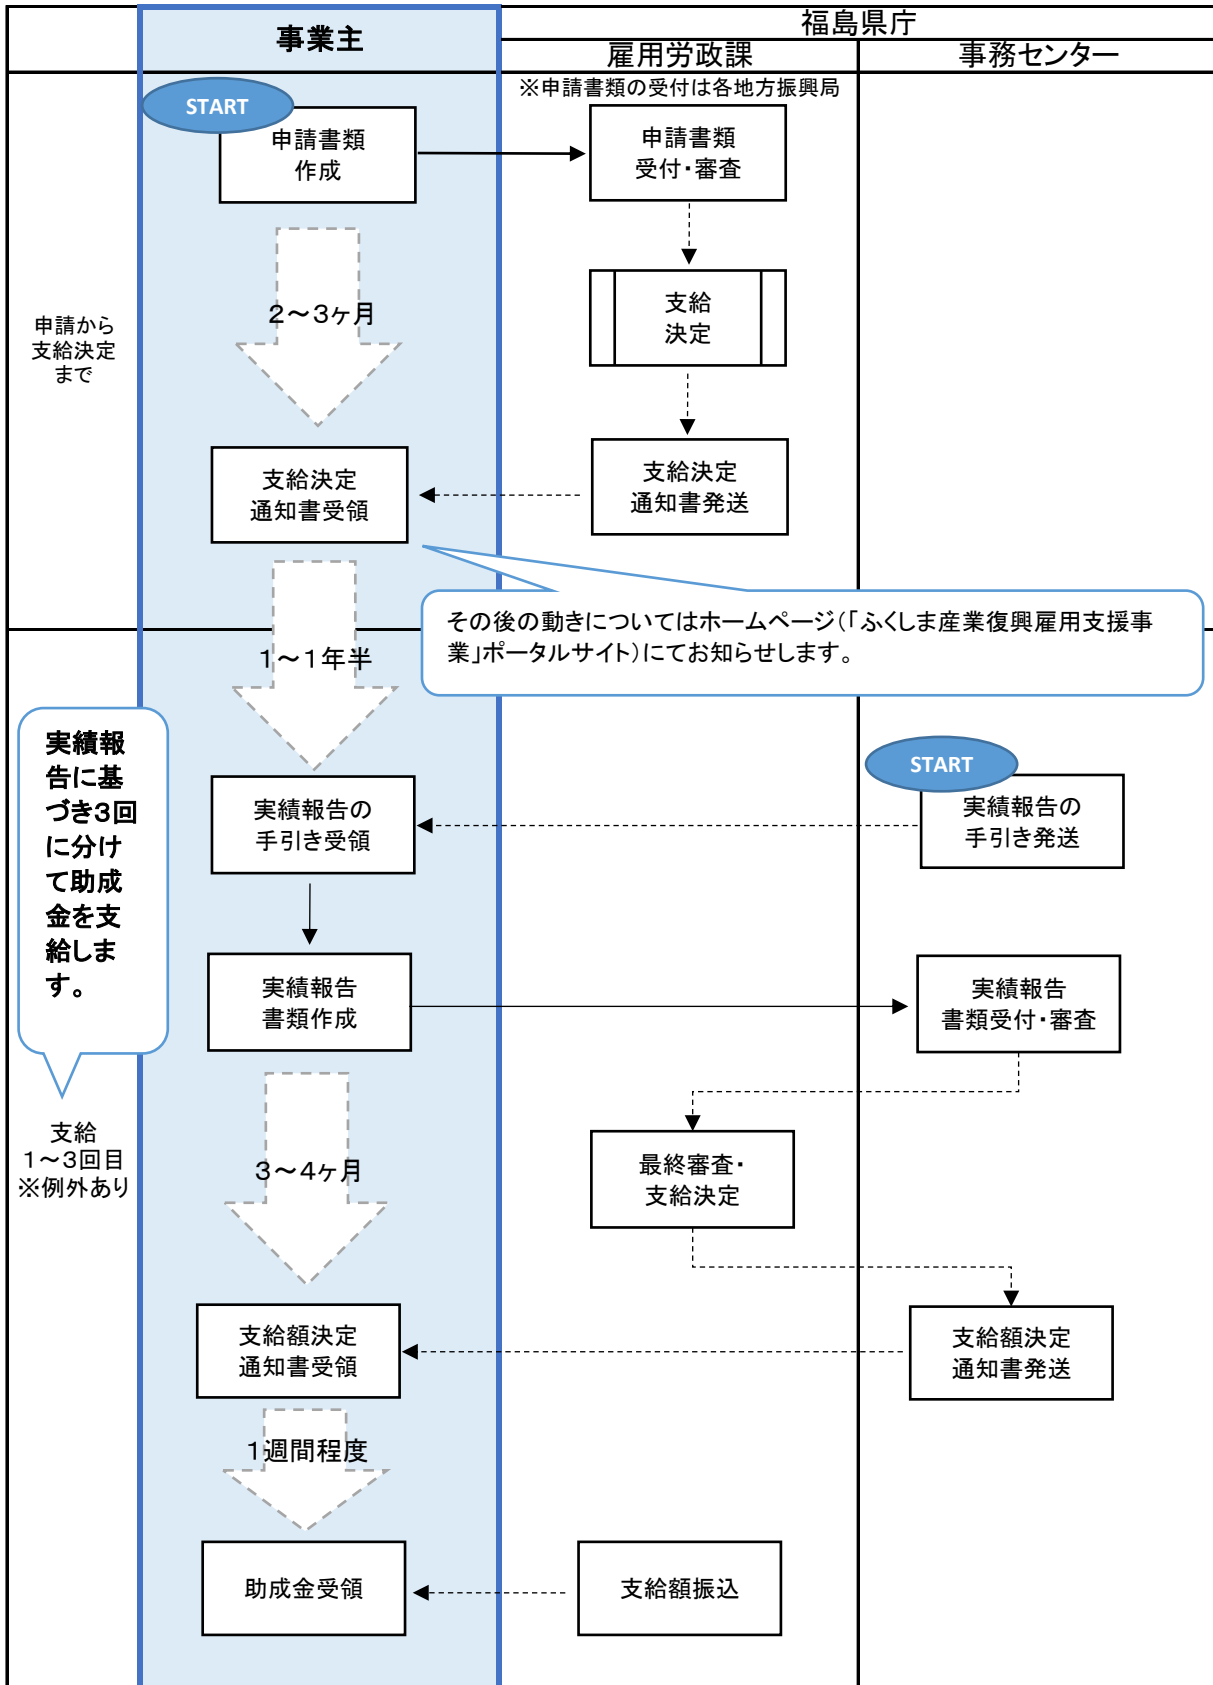 事業主
福島県庁
雇用労政課
事務センター
※申請書類の受付は各地方振興局
START
申請書類
作成
申請書類
受付・審査
2～3ヶ月
支給
決定
申請から
支給決定
まで
支給決定
通知書受領
支給決定
通知書発送
その後の動きについてはホームページ（「ふくしま産業復興雇用支援事
業」ポータルサイト）にてお知らせします。
1～1年半
実績報
告に基
づき3回
に分け
て助成
金を支
給しま
す。
START
実績報告の
手引き受領
実績報告の
手引き発送
実績報告
書類作成
実績報告
書類受付・審査
支給
1～3回目
※例外あり
3～4ヶ月
最終審査・
支給決定
支給額決定
通知書受領
支給額決定
通知書発送
1週間程度
助成金受領
支給額振込